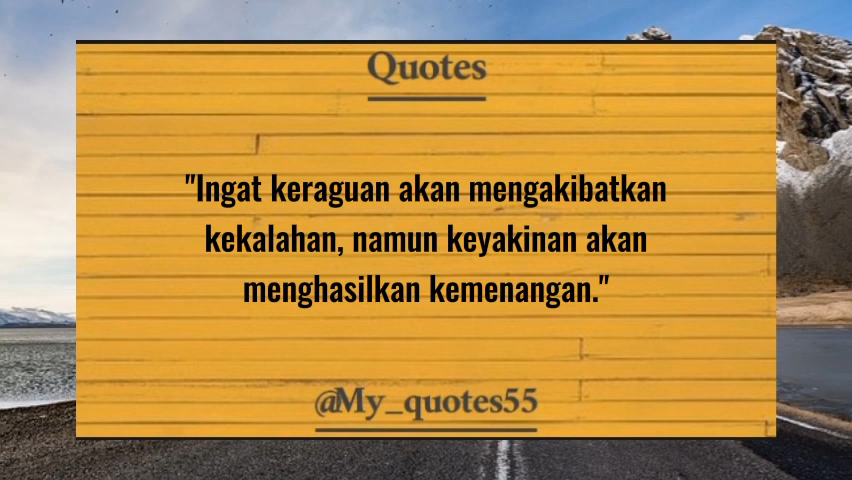 Quotes
"Ingat keraguan akan mengakibatkan
kekalahan, namun keyakinan akan
menghasilkan kemenangan."
@My_quotes55